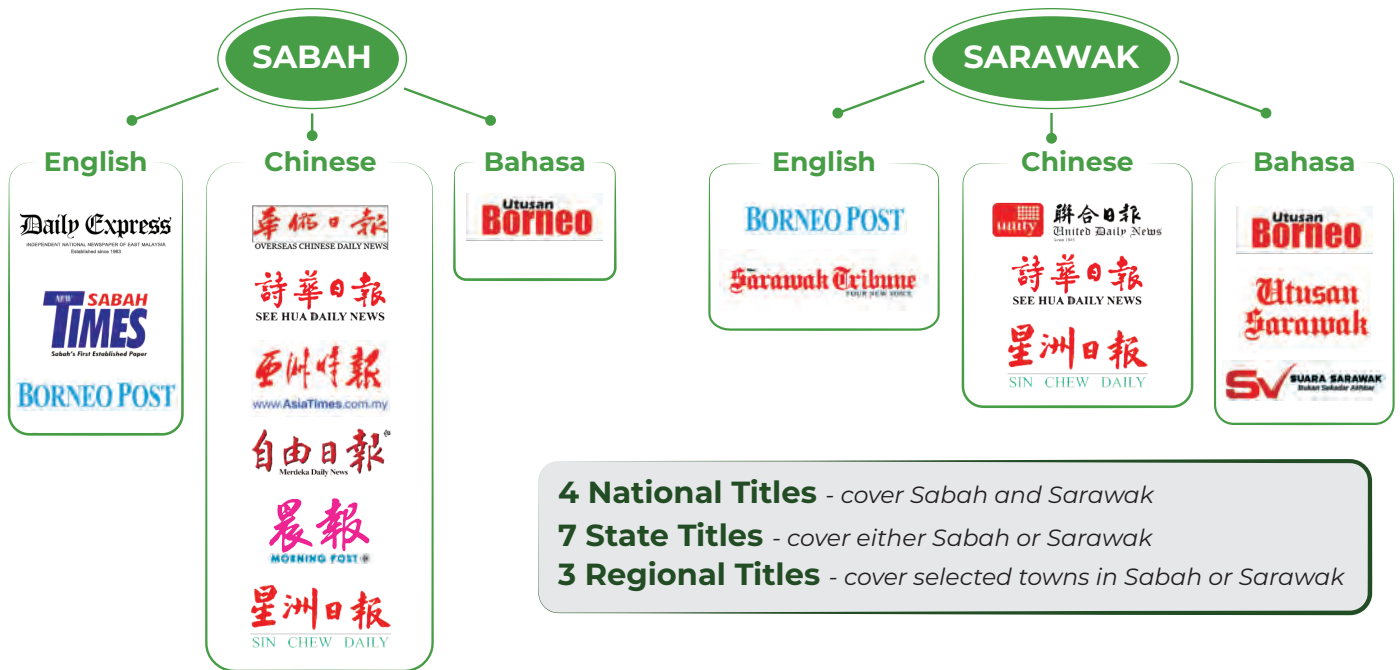 SABAH
English
Daily Express
INDEPENDENT NATIONAL NEWSPAPER OF EAST MALAYSIA
Established since 1963
NEW SABAH
TIMES
Sabah's First Established Paper
BORNEO POST
Chinese
華僑日報
OVERSEAS CHINESE DAILY NEWS
詩華日報
SEE HUA DAILY NEWS
亞洲時報
www.AsiaTimes.com.my
自由日報
Merdeka Daily News
晨報
MORNING POST
星洲日報
SIN CHEW DAILY
Bahasa
Utusan
Borneo
SARAWAK
English
BORNEO POST
Sarawak Tribune
YOUR NEW VOICE
Chinese
unity
聯合日報
United Daily News
since 1945
詩華日報
SEE HUA DAILY NEWS
星洲日報
SIN CHEW DAILY
Bahasa
Utusan
Borneo
Utusan
Sarawak
SV SUARA SARAWAK
Bukan Sekadar Akhbar
4 National Titles - cover Sabah and Sarawak
7 State Titles - cover either Sabah or Sarawak
3 Regional Titles - cover selected towns in Sabah or Sarawak